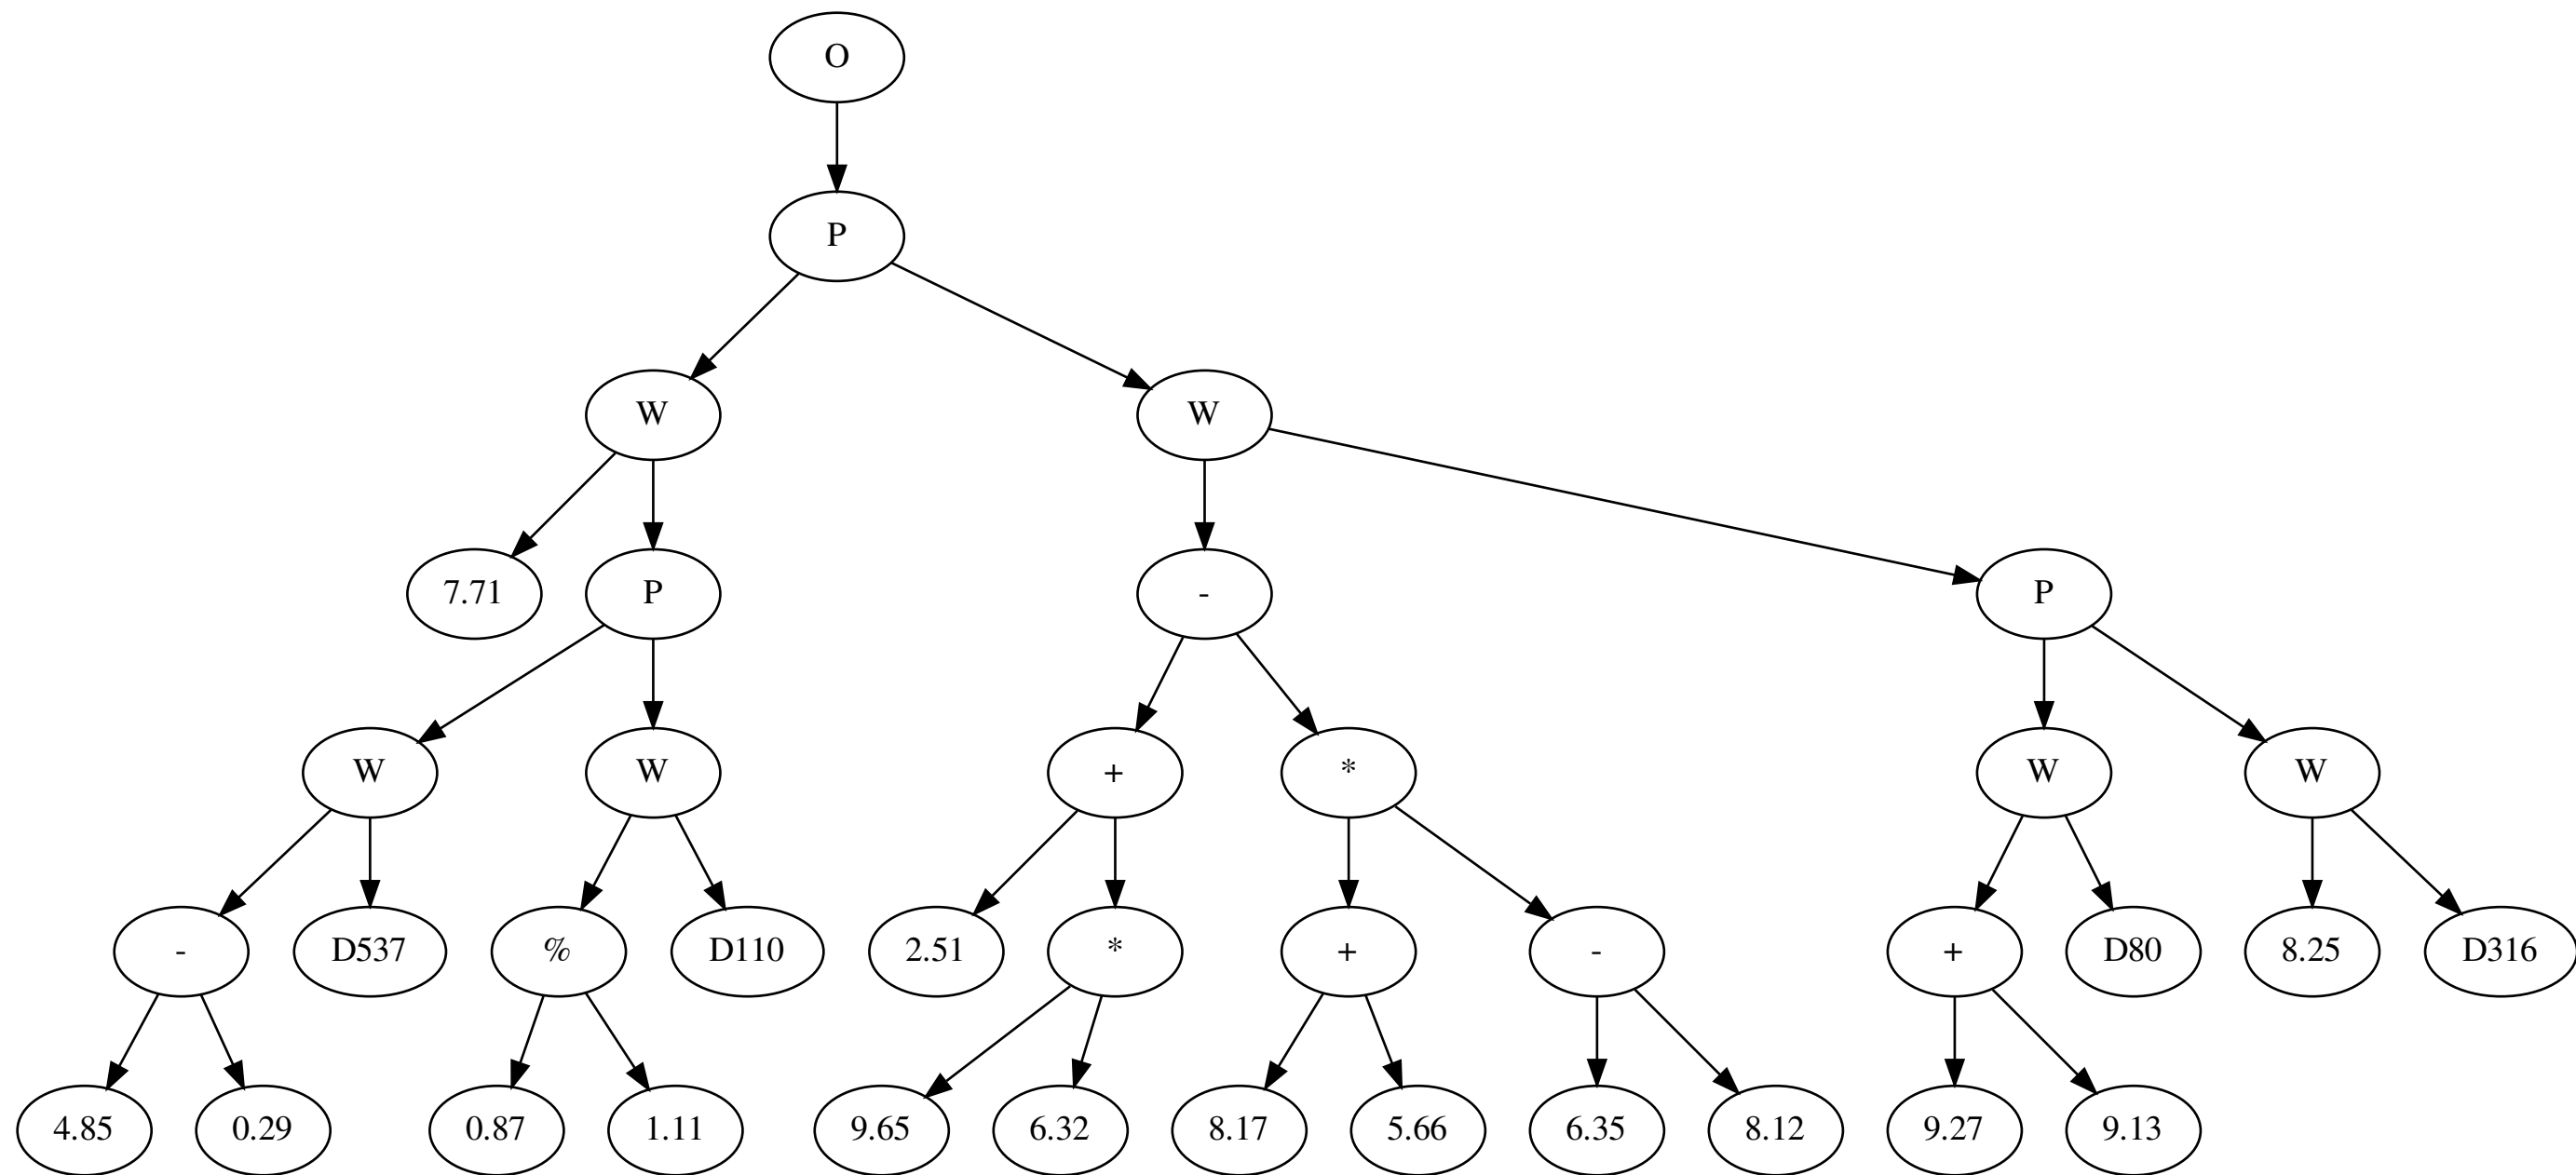 O
P
W W
7.71 P - P
W W + * W W
- D537 % D110 2.51 * + - + D80 8.25 D316
4.85 0.29 0.87 1.11 9.65 6.32 8.17 5.66 6.35 8.12 9.27 9.13